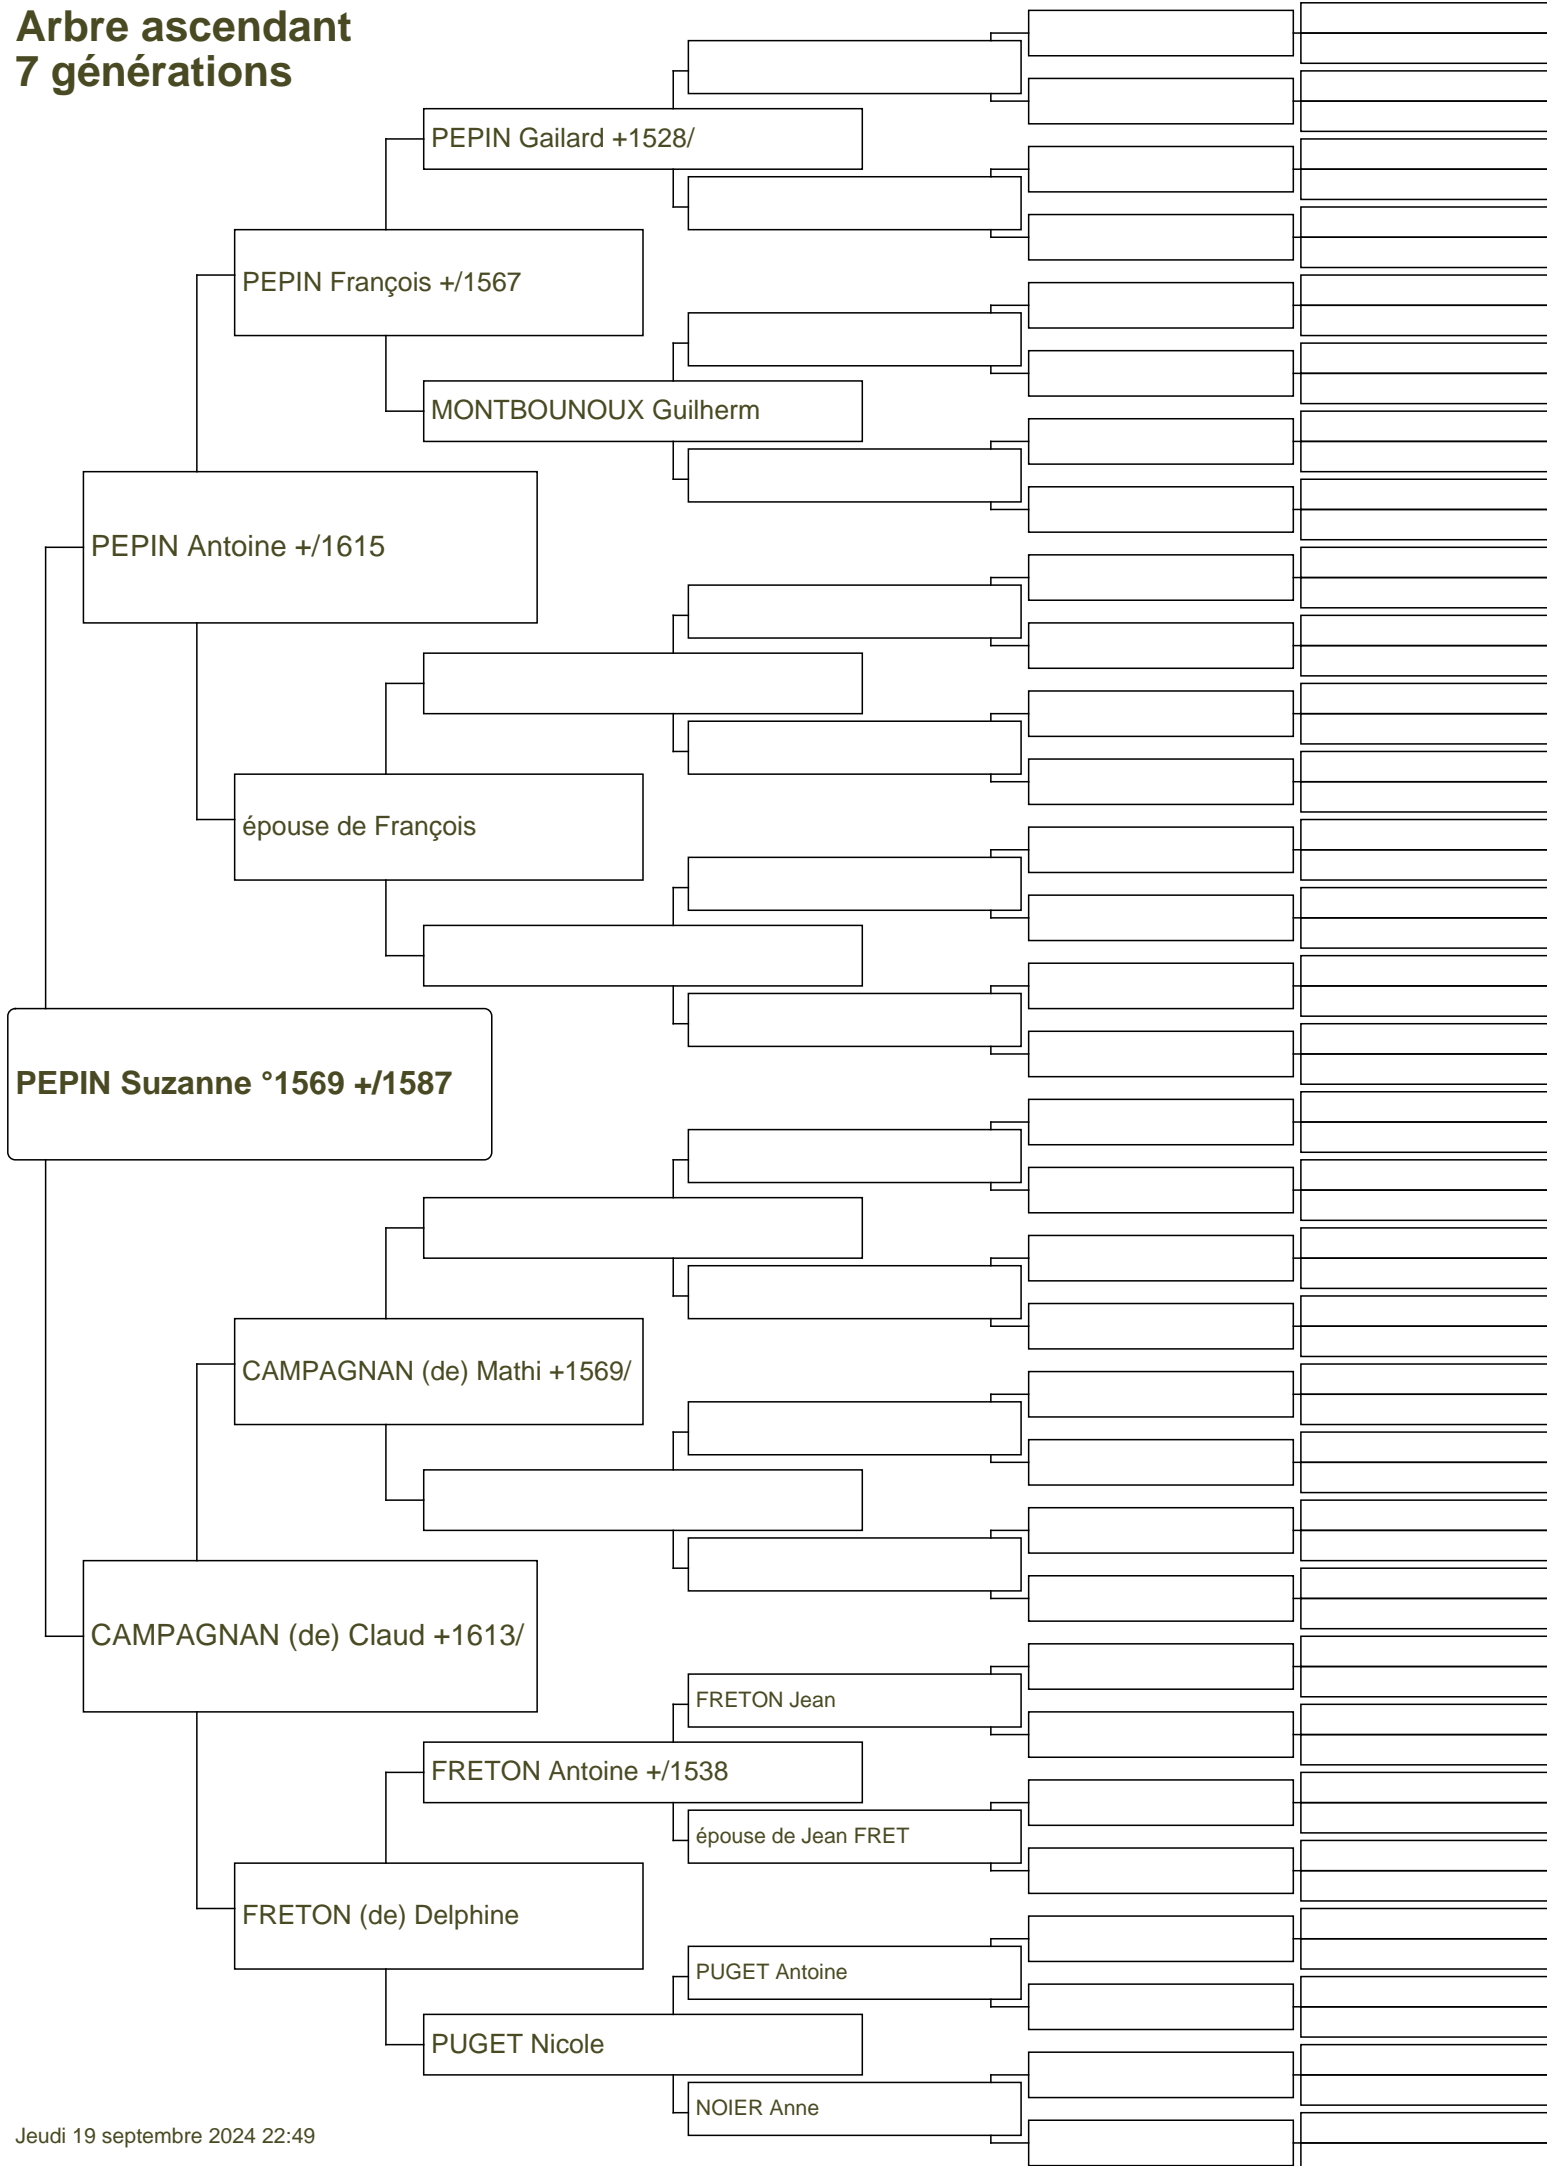 Arbre ascendant
7 générations
PEPIN Gailard +1528/
PEPIN François +/1567
MONTBOUNOUX Guilherm
PEPIN Antoine +/1615
épouse de François
PEPIN Suzanne °1569 +/1587
CAMPAGNAN (de) Mathi +1569/
CAMPAGNAN (de) Claud +1613/
FRETON Jean
FRETON Antoine +/1538
épouse de Jean FRET
FRETON (de) Delphine
PUGET Antoine
PUGET Nicole
NOIER Anne
Jeudi 19 septembre 2024 22:49